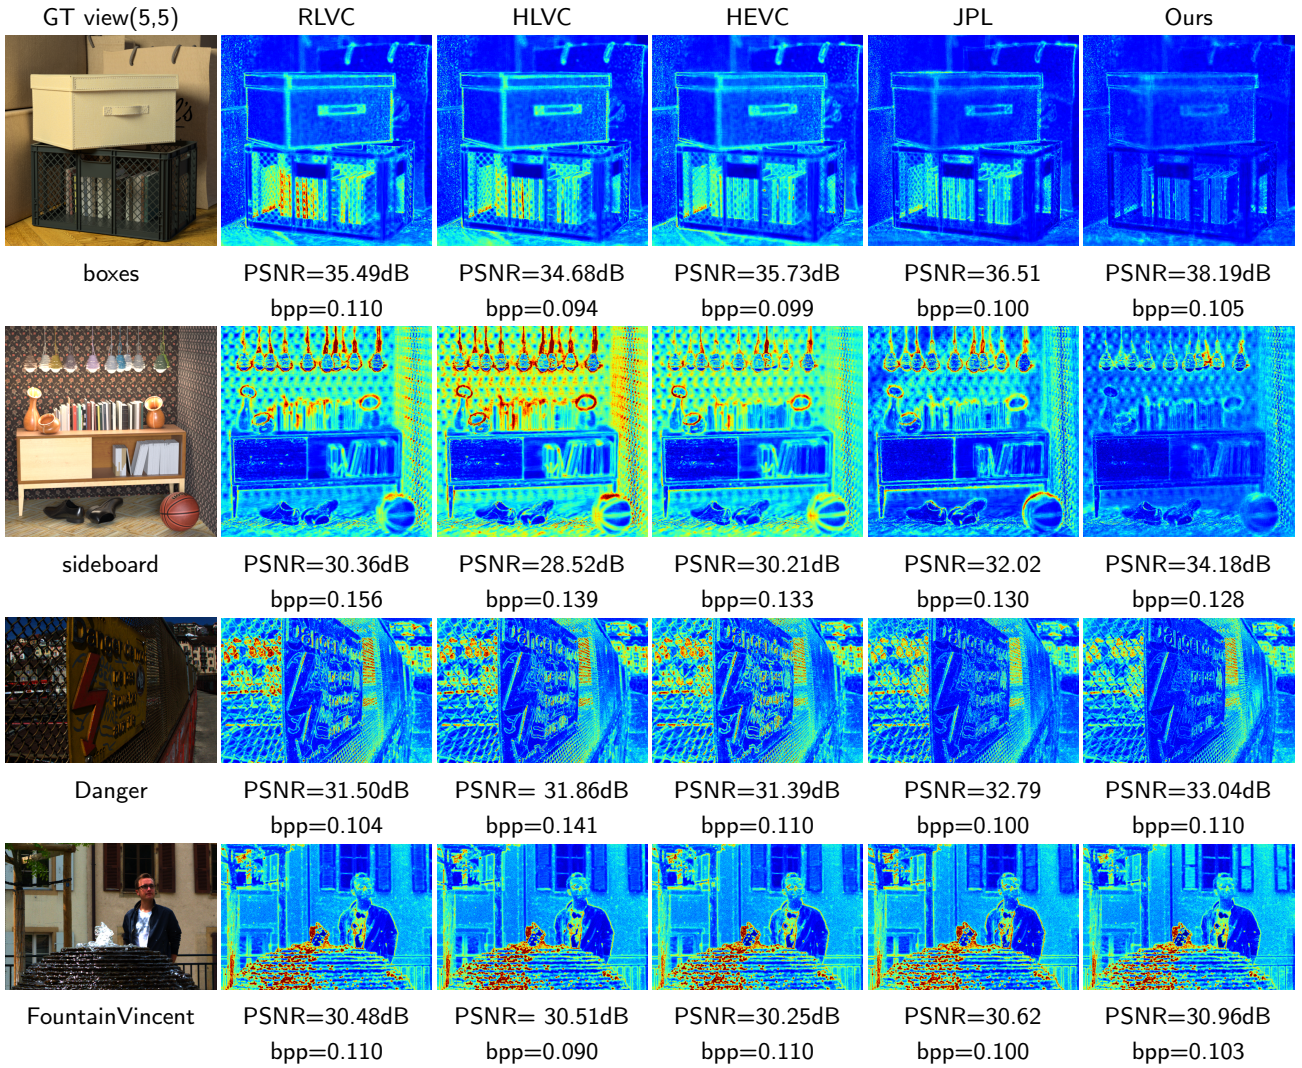 GT view(5,5) RLVC HLVC HEVC JPL Ours
boxes PSNR=35.49dB PSNR=34.68dB PSNR=35.73dB PSNR=36.51 PSNR=38.19dB
bpp=0.110 bpp=0.094 bpp=0.099 bpp=0.100 bpp=0.105
sideboard PSNR=30.36dB PSNR=28.52dB PSNR=30.21dB PSNR=32.02 PSNR=34.18dB
bpp=0.156 bpp=0.139 bpp=0.133 bpp=0.130 bpp=0.128
Danger PSNR=31.50dB PSNR= 31.86dB PSNR=31.39dB PSNR=32.79 PSNR=33.04dB
bpp=0.104 bpp=0.141 bpp=0.110 bpp=0.100 bpp=0.110
FountainVincent PSNR=30.48dB PSNR= 30.51dB PSNR=30.25dB PSNR=30.62 PSNR=30.96dB
bpp=0.110 bpp=0.090 bpp=0.110 bpp=0.100 bpp=0.103